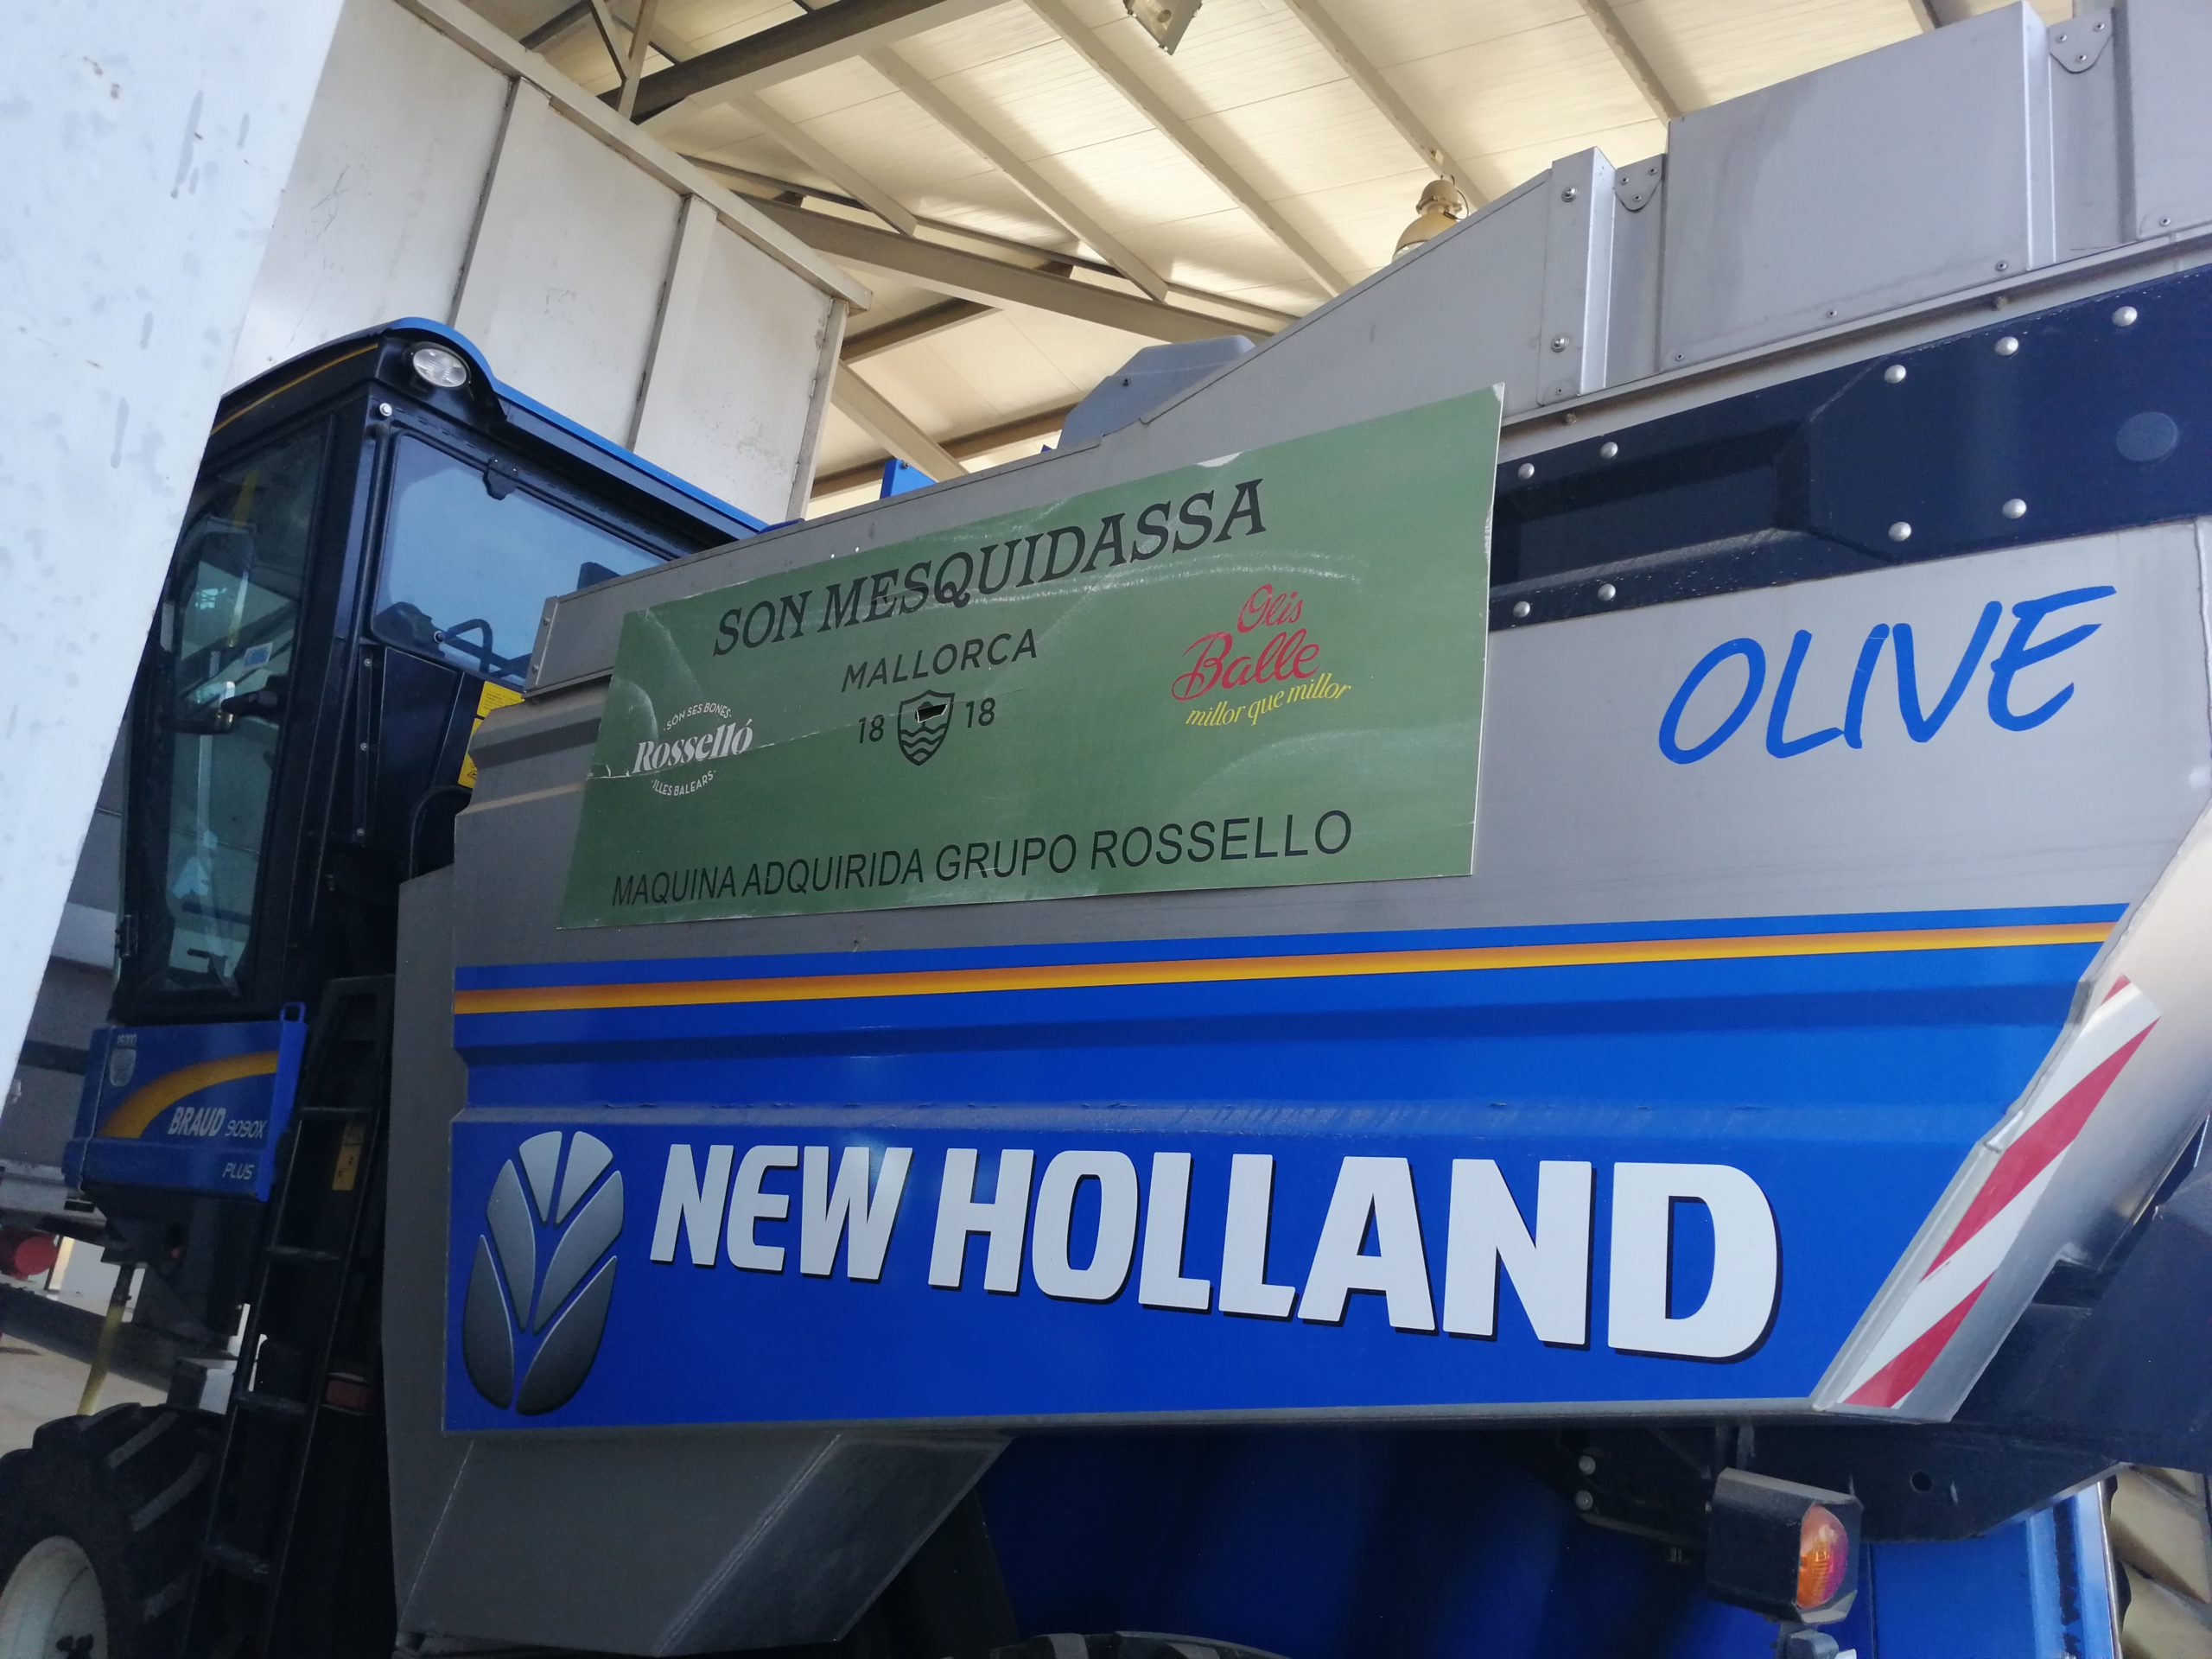 SON MESQUIDASSA
MALLORCA
18 18
·SON SES BONES·
Rosselló
·ILLES BALEARS·
Olis
Balle
millor que millor
MAQUINA ADQUIRIDA GRUPO ROSSELLO
OLIVE
BRAUD 9090X
PLUS
NEW HOLLAND